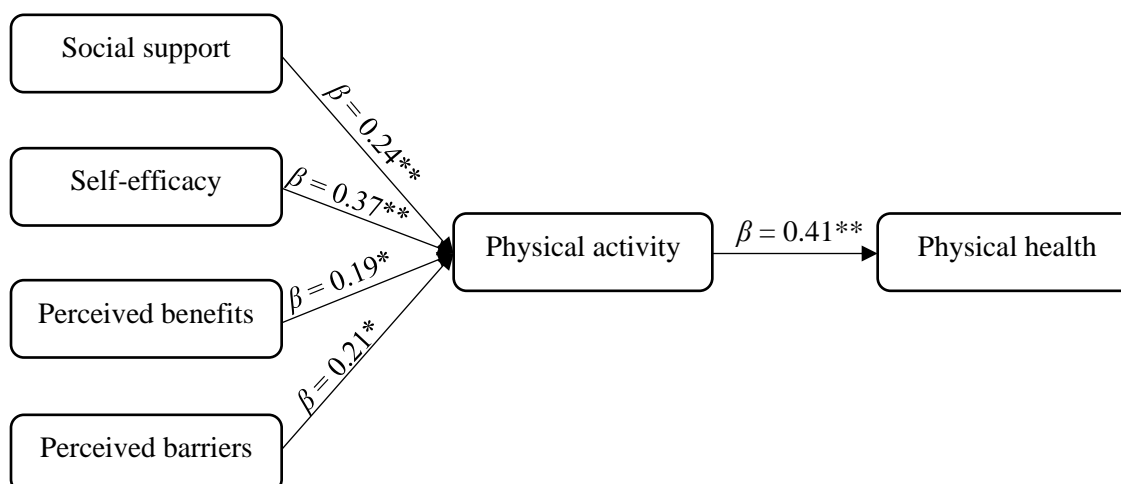 Social support
β = 0.24**
Self-efficacy
β = 0.37**
Physical activity
β = 0.41**
Physical health
β = 0.19*
Perceived benefits
β = 0.21*
Perceived barriers